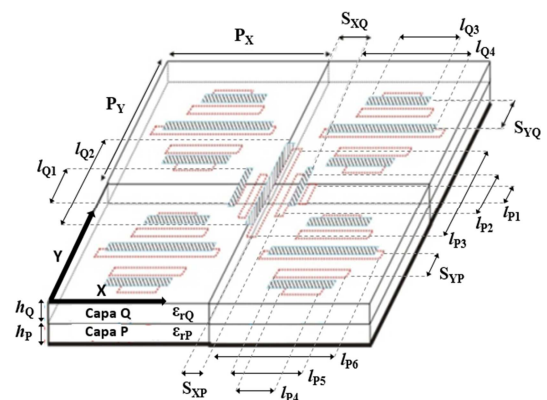 P_X
S_XQ
l_Q3
l_Q4
P_Y
S_YQ
l_Q2
l_Q1
l_P1
l_P2
l_P3
S_YP
Y
X
h_Q
Capa Q ε_rQ
h_P
Capa P ε_rP
l_P6
l_P5
S_XP
l_P4